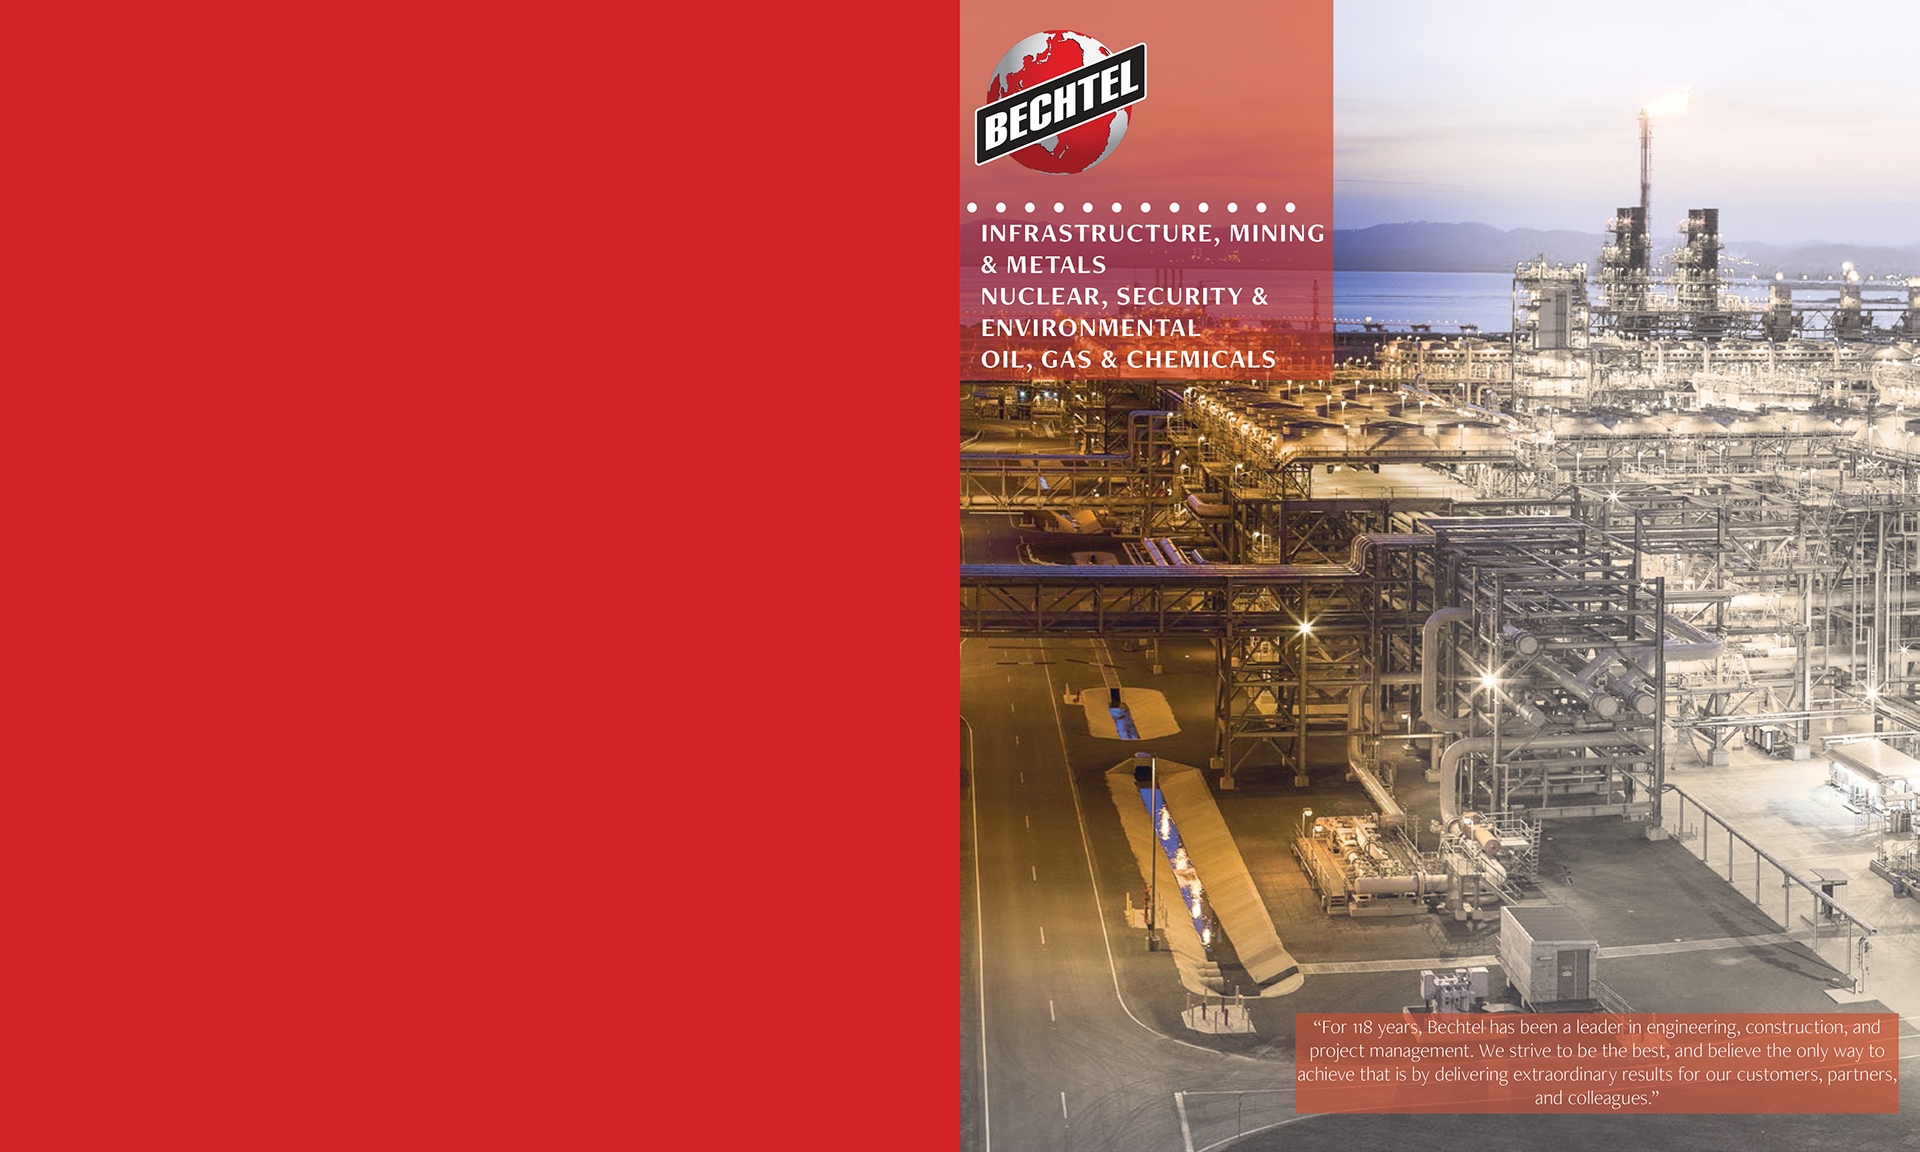 BECHTEL
INFRASTRUCTURE, MINING
& METALS
NUCLEAR, SECURITY &
ENVIRONMENTAL
OIL, GAS & CHEMICALS
“For 118 years, Bechtel has been a leader in engineering, construction, and
project management. We strive to be the best, and believe the only way to
achieve that is by delivering extraordinary results for our customers, partners,
and colleagues.”